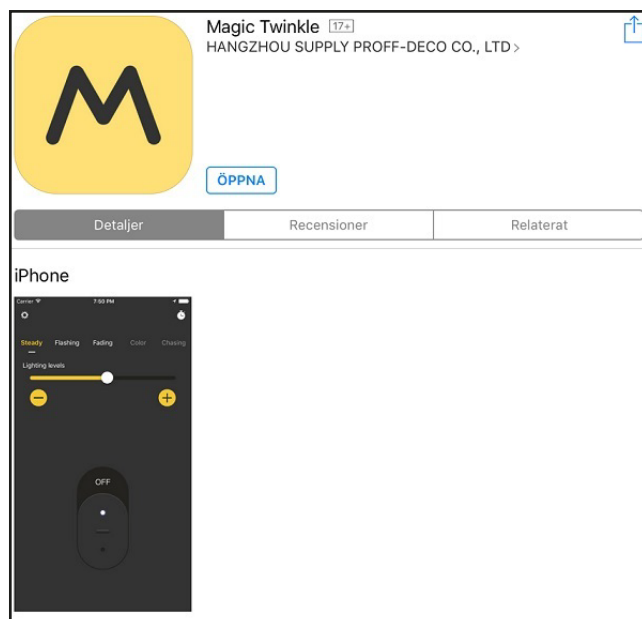 Magic Twinkle 17+
HANGZHOU SUPPLY PROFF-DECO CO., LTD >
M
ÖPPNA
Detaljer Recensioner Relaterat
iPhone
Carrier 7:50 PM
Steady Flashing Fading Color Chasing
Lighting levels
OFF